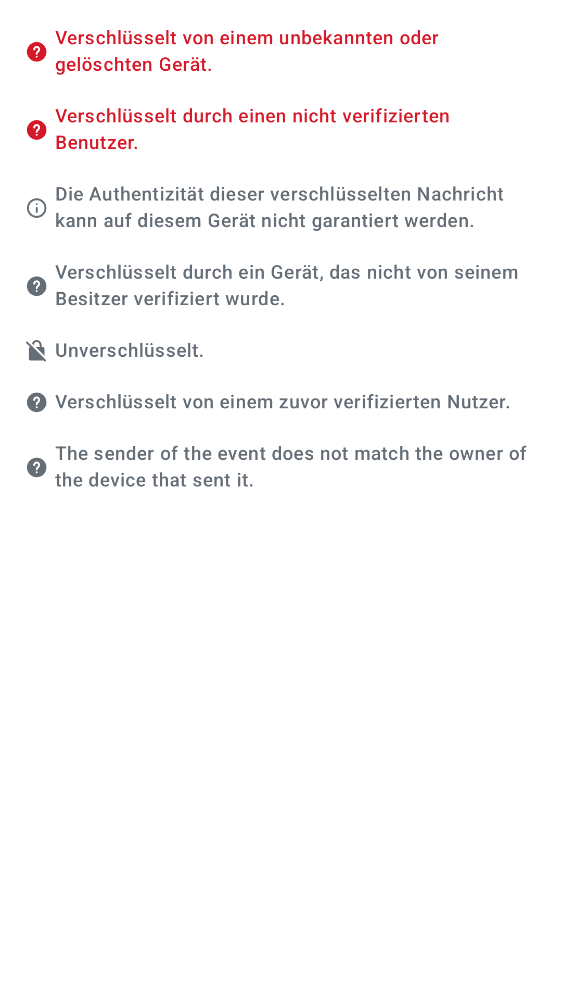 Verschlüsselt von einem unbekannten oder
gelöschten Gerät.
Verschlüsselt durch einen nicht verifizierten
Benutzer.
Die Authentizität dieser verschlüsselten Nachricht
kann auf diesem Gerät nicht garantiert werden.
Verschlüsselt durch ein Gerät, das nicht von seinem
Besitzer verifiziert wurde.
Unverschlüsselt.
Verschlüsselt von einem zuvor verifizierten Nutzer.
The sender of the event does not match the owner of
the device that sent it.